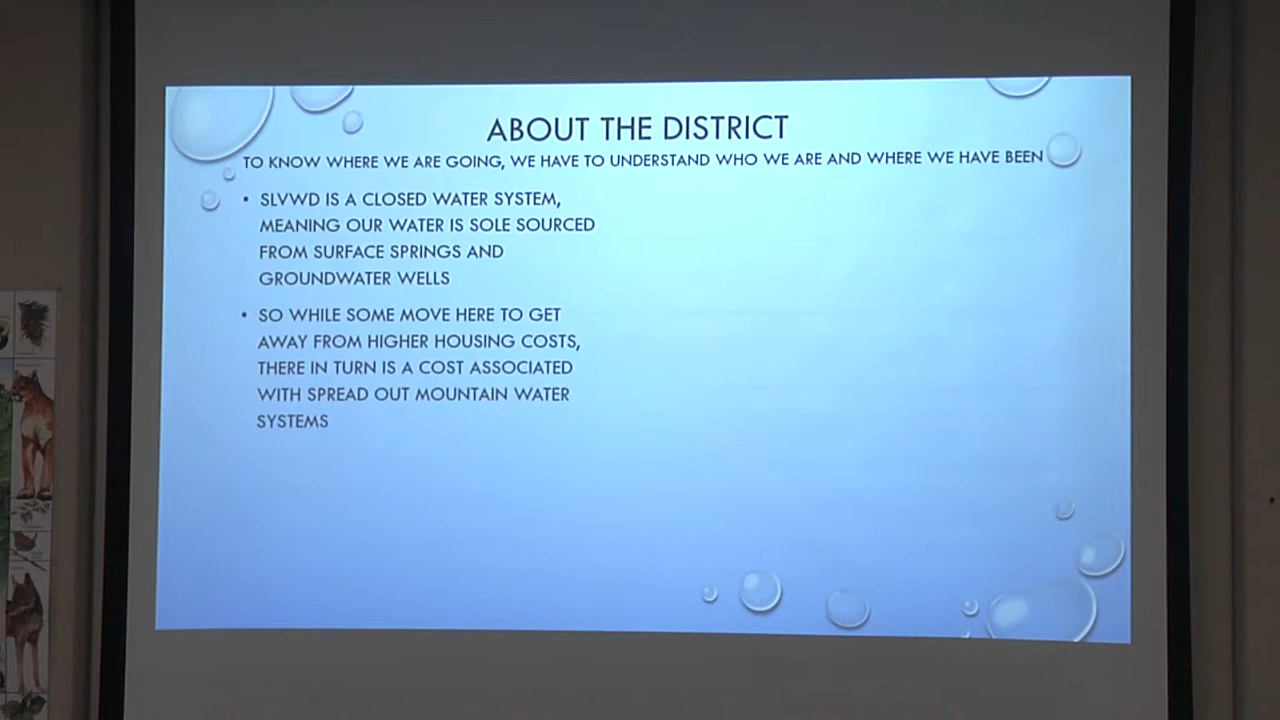 ABOUT THE DISTRICT
TO KNOW WHERE WE ARE GOING, WE HAVE TO UNDERSTAND WHO WE ARE AND WHERE WE HAVE BEEN
• SLVWD IS A CLOSED WATER SYSTEM,
MEANING OUR WATER IS SOLE SOURCED
FROM SURFACE SPRINGS AND
GROUNDWATER WELLS
• SO WHILE SOME MOVE HERE TO GET
AWAY FROM HIGHER HOUSING COSTS,
THERE IN TURN IS A COST ASSOCIATED
WITH SPREAD OUT MOUNTAIN WATER
SYSTEMS